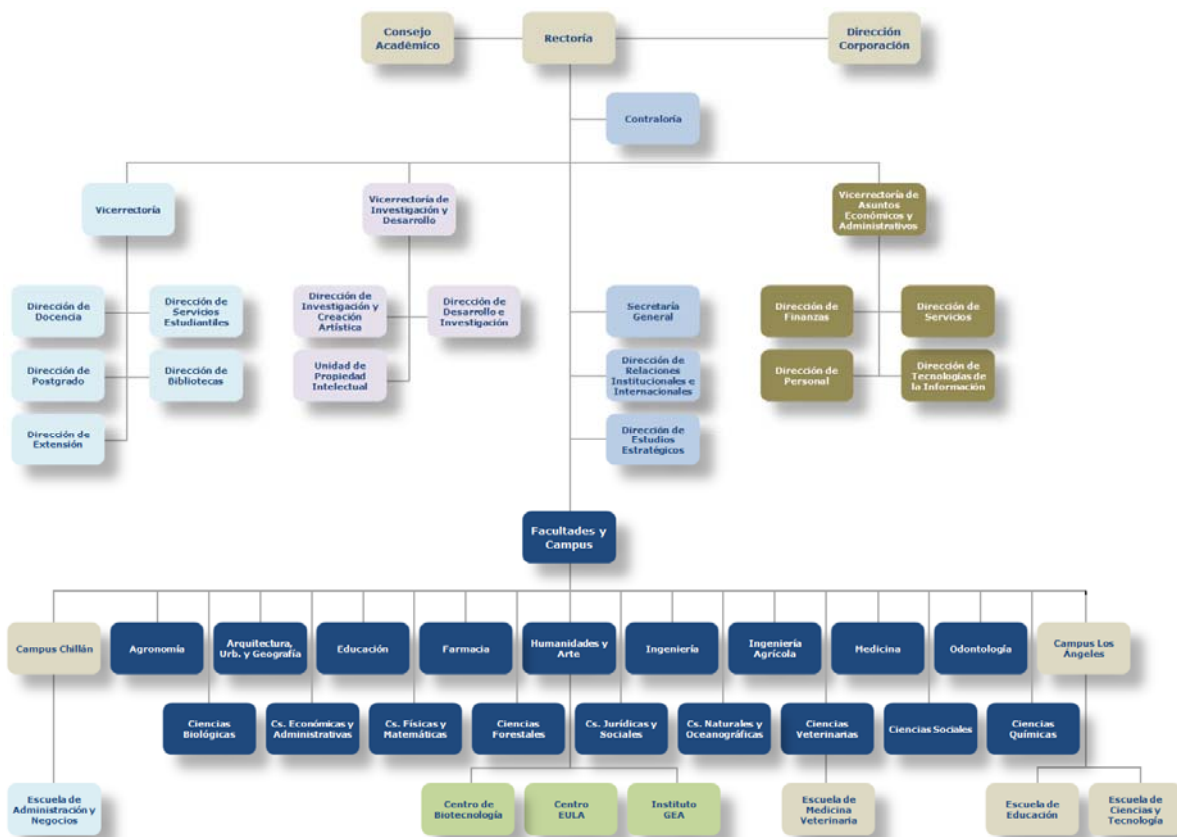 Consejo
Académico
Rectoría
Dirección
Corporación
Contraloría
Vicerrectoría
Vicerrectoría de
Investigación y
Desarrollo
Vicerrectoría de
Asuntos
Económicos y
Administrativos
Dirección de
Docencia
Dirección de
Servicios
Estudiantiles
Dirección de
Investigación y
Creación
Artística
Dirección de
Desarrollo e
Investigación
Secretaría
General
Dirección de
Finanzas
Dirección de
Servicios
Dirección de
Postgrado
Dirección de
Bibliotecas
Unidad de
Propiedad
Intelectual
Dirección de
Relaciones
Institucionales e
Internacionales
Dirección de
Personal
Dirección de
Tecnologías de
la Información
Dirección de
Extensión
Dirección de
Estudios
Estratégicos
Facultades y
Campus
Campus Chillán
Agronomía
Arquitectura,
Urb. y Geografía
Educación
Farmacia
Humanidades y
Arte
Ingeniería
Ingeniería
Agrícola
Medicina
Odontología
Campus Los
Ángeles
Ciencias
Biológicas
Cs. Económicas y
Administrativas
Cs. Físicas y
Matemáticas
Ciencias
Forestales
Cs. Jurídicas y
Sociales
Cs. Naturales y
Oceanográficas
Ciencias
Veterinarias
Ciencias Sociales
Ciencias
Químicas
Escuela de
Administración y
Negocios
Centro de
Biotecnología
Centro
EULA
Instituto
GEA
Escuela de
Medicina
Veterinaria
Escuela de
Educación
Escuela de
Ciencias y
Tecnología